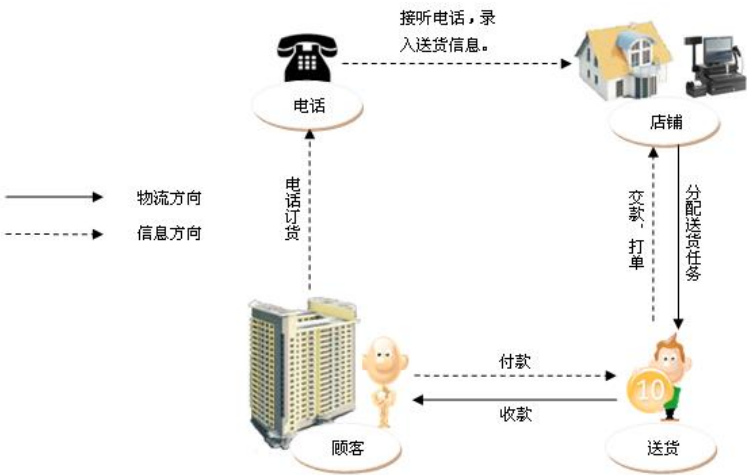 接听电话，录
入送货信息。
电话
店铺
物流方向
信息方向
电话订货
交款-打单
分配送货任务
付款
10
收款
顾客
送货